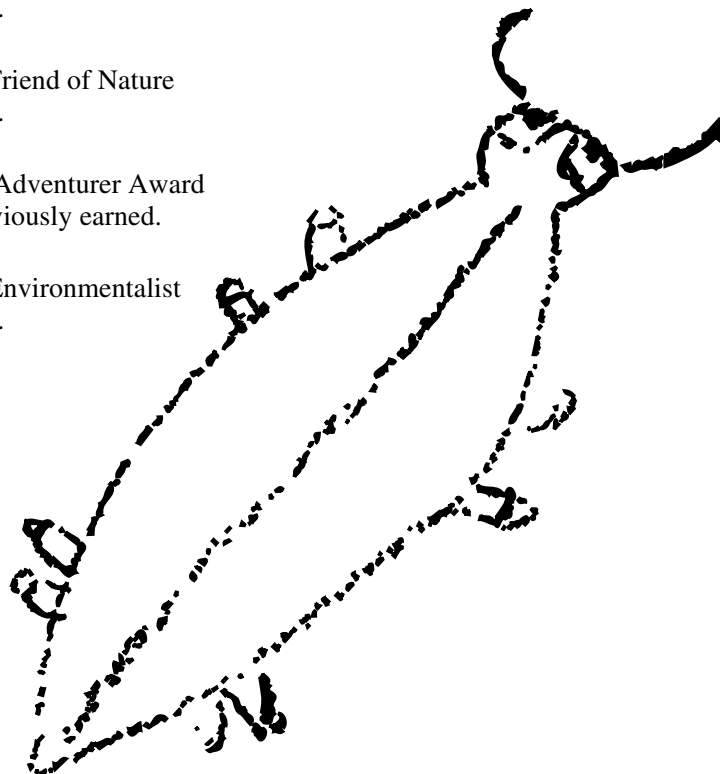 .
riend of Nature
.
Adventurer Award
viously earned.
Environmentalist
.